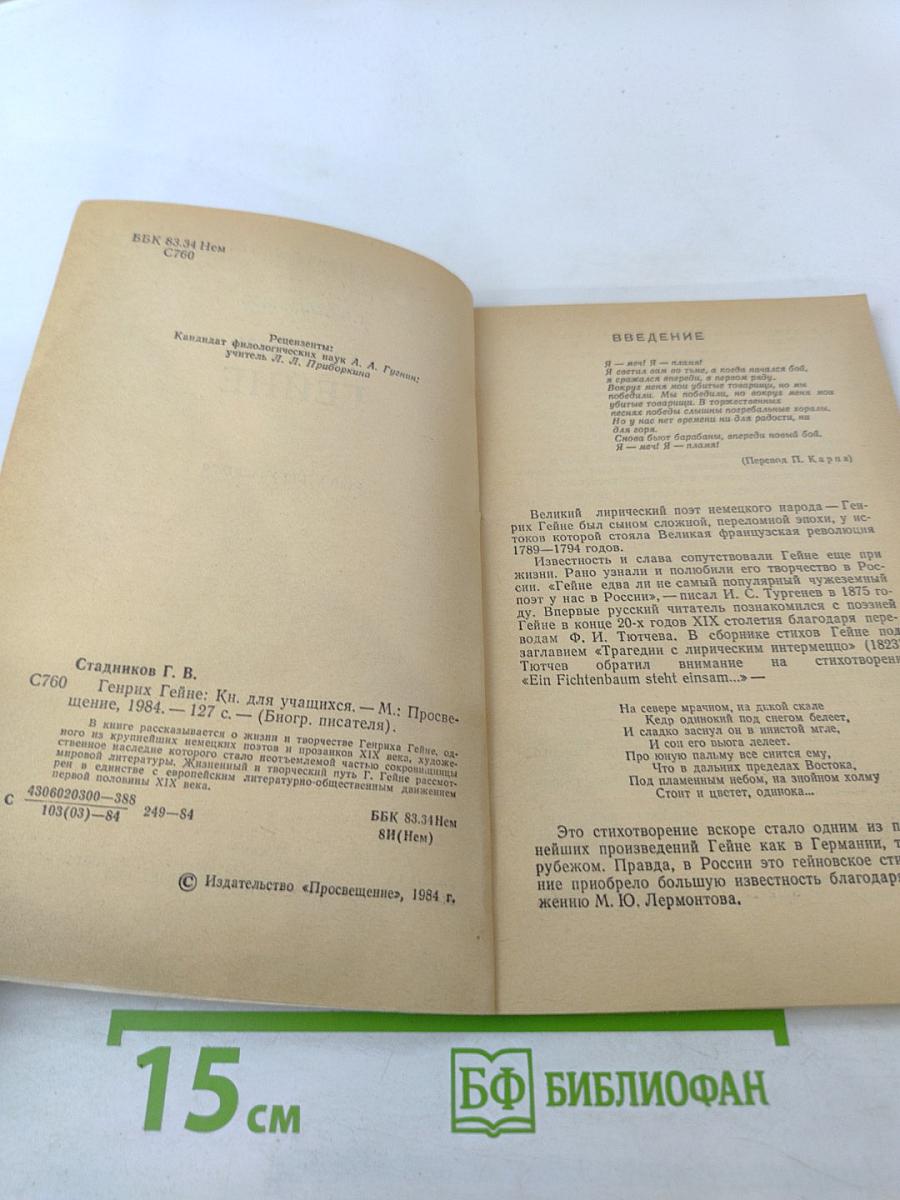 ББК 83.34 Нем
С760
Рецензенты:
Кандидат филологических наук А. А. Гугнин;
учитель Л. Л. Приборкина
Стадников Г. В.
С760 Генрих Гейне: Кн. для учащихся. — М.: Просве-
щение, 1984. — 127 с. — (Биогр. писателя).
В книге рассказывается о жизни и творчестве Генриха Гейне, од-
ного из крупнейших немецких поэтов и прозаиков XIX века, художе-
ственное наследие которого стало неотъемлемой частью сокровищницы
мировой литературы. Жизненный и творческий путь Г. Гейне рассмот-
рен в единстве с европейским литературно-общественным движением
первой половины XIX века.
С 4306020300—388
103(03)—84 249—84
ББК 83.34Нем
8И(Нем)
© Издательство «Просвещение», 1984 г.
ВВЕДЕНИЕ
Я — меч! Я — пламя!
Я светил вам во тьме, а когда начался бой,
я сражался впереди, в первом ряду.
Вокруг меня мои убитые товарищи, но мы
победили. Мы победили, но вокруг меня мои
убитые товарищи. В торжественных
песнях победы слышны погребальные хоралы.
Но у нас нет времени ни для радости, ни
для горя.
Снова бьют барабаны, впереди новый бой.
Я — меч! Я — пламя!
(Перевод П. Карпа)
Великий лирический поэт немецкого народа — Ген-
рих Гейне был сыном сложной, переломной эпохи, у ис-
токов которой стояла Великая французская революция
1789—1794 годов.
Известность и слава сопутствовали Гейне еще при
жизни. Рано узнали и полюбили его творчество в Рос-
сии. «Гейне едва ли не самый популярный чужеземный
поэт у нас в России», — писал И. С. Тургенев в 1875 го-
ду. Впервые русский читатель познакомился с поэзией
Гейне в конце 20-х годов XIX столетия благодаря пере-
водам Ф. И. Тютчева. В сборнике стихов Гейне под
заглавием «Трагедии с лирическим интермеццо» (1823
Тютчев обратил внимание на стихотворени
«Ein Fichtenbaum steht einsam...» —
На севере мрачном, на дикой скале
Кедр одинокий под снегом белеет,
И сладко заснул он в инистой мгле,
И сон его вьюга лелеет.
Про юную пальму все снится ему,
Что в дальних пределах Востока,
Под пламенным небом, на знойном холму
Стоит и цветет, одинока...
Это стихотворение вскоре стало одним из п
нейших произведений Гейне как в Германии, т
рубежом. Правда, в России это гейновское сти
ние приобрело большую известность благодаря
жению М. Ю. Лермонтова.
15 см
БФ БИБЛИОФАН